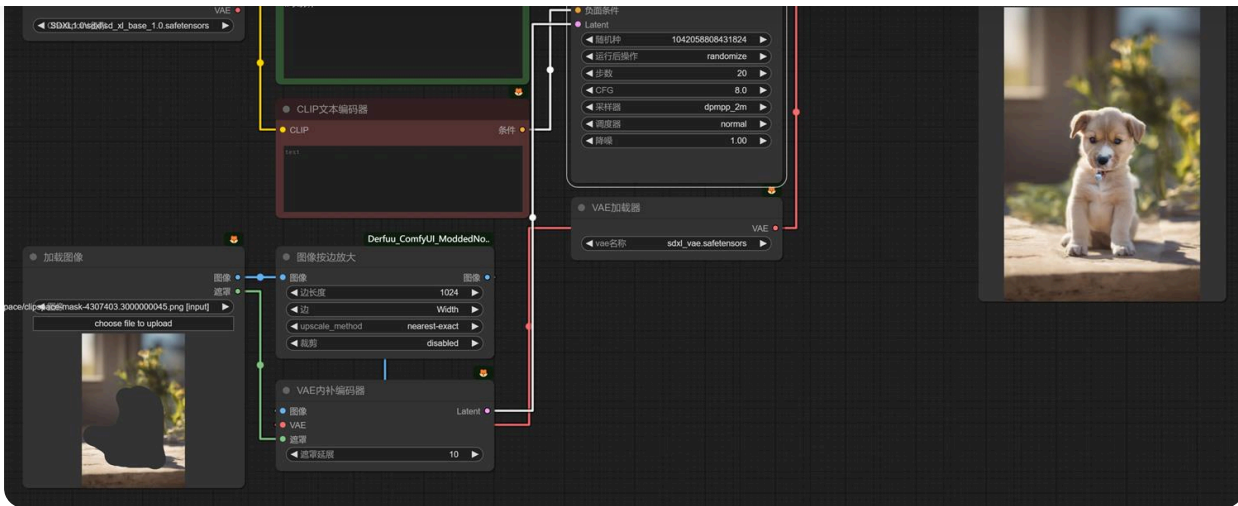 VAE
SDXL1.0\sdxl\sd_xl_base_1.0.safetensors
CLIP文本编码器
CLIP
条件
text
负面条件
Latent
随机种 1042058808431824
运行后操作 randomize
步数 20
CFG 8.0
采样器 dpmpp_2m
调度器 normal
降噪 1.00
VAE加载器
VAE
vae名称 sdxl_vae.safetensors
加载图像
图像
遮罩
pace/clipspace-mask-4307403.3000000045.png [input]
choose file to upload
Derfuu_ComfyUI_ModdedNo..
图像按边放大
图像 图像
边长度 1024
边 Width
upscale_method nearest-exact
裁剪 disabled
VAE内补编码器
图像 Latent
VAE
遮罩
遮罩延展 10